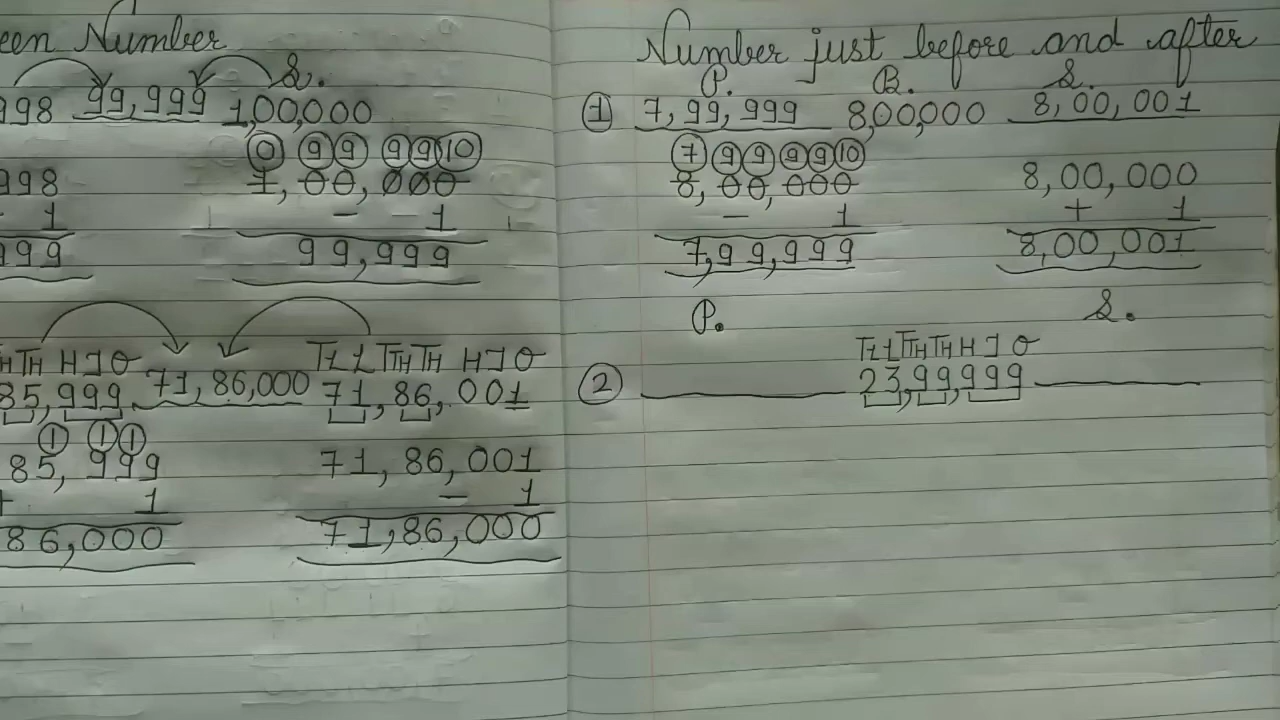 een Number
S.
998 99,999 1,00,000
0 9 9 9 9 10
998 1,00,000
- 1 - 1
999 99,999
H TH H T O TL L TTH TH H T O
85,999 71,86,000 71,86,001
1 1 1
85,999 71,86,001
+ 1 - 1
86,000 71,86,000
Number just before and after
P. B. S.
1 7,99,999 8,00,000 8,00,001
7 9 9 9 9 10
8,00,000 8,00,000
- 1 + 1
7,99,999 8,00,001
P. S.
TL L TTH TH H T O
2 23,99,999